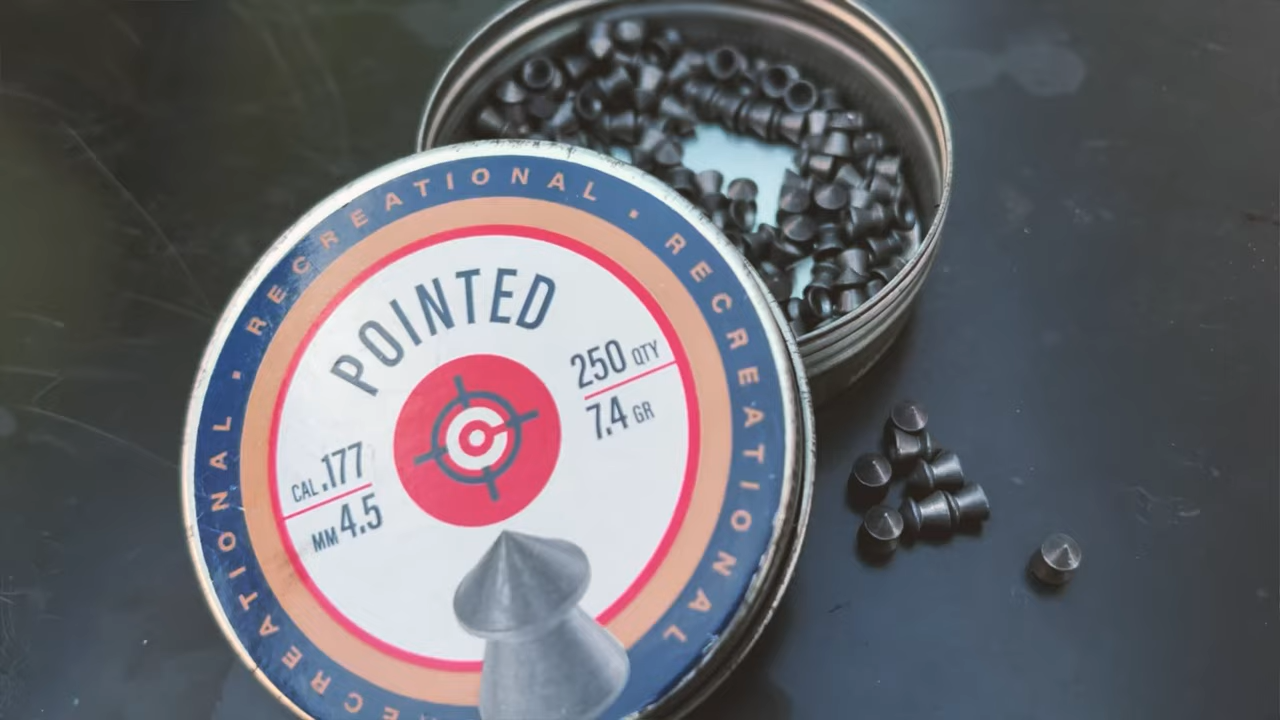 RECREATIONAL • RECREATIONAL
RECREATIONAL
POINTED
250 QTY
7.4 GR
CAL .177
MM 4.5